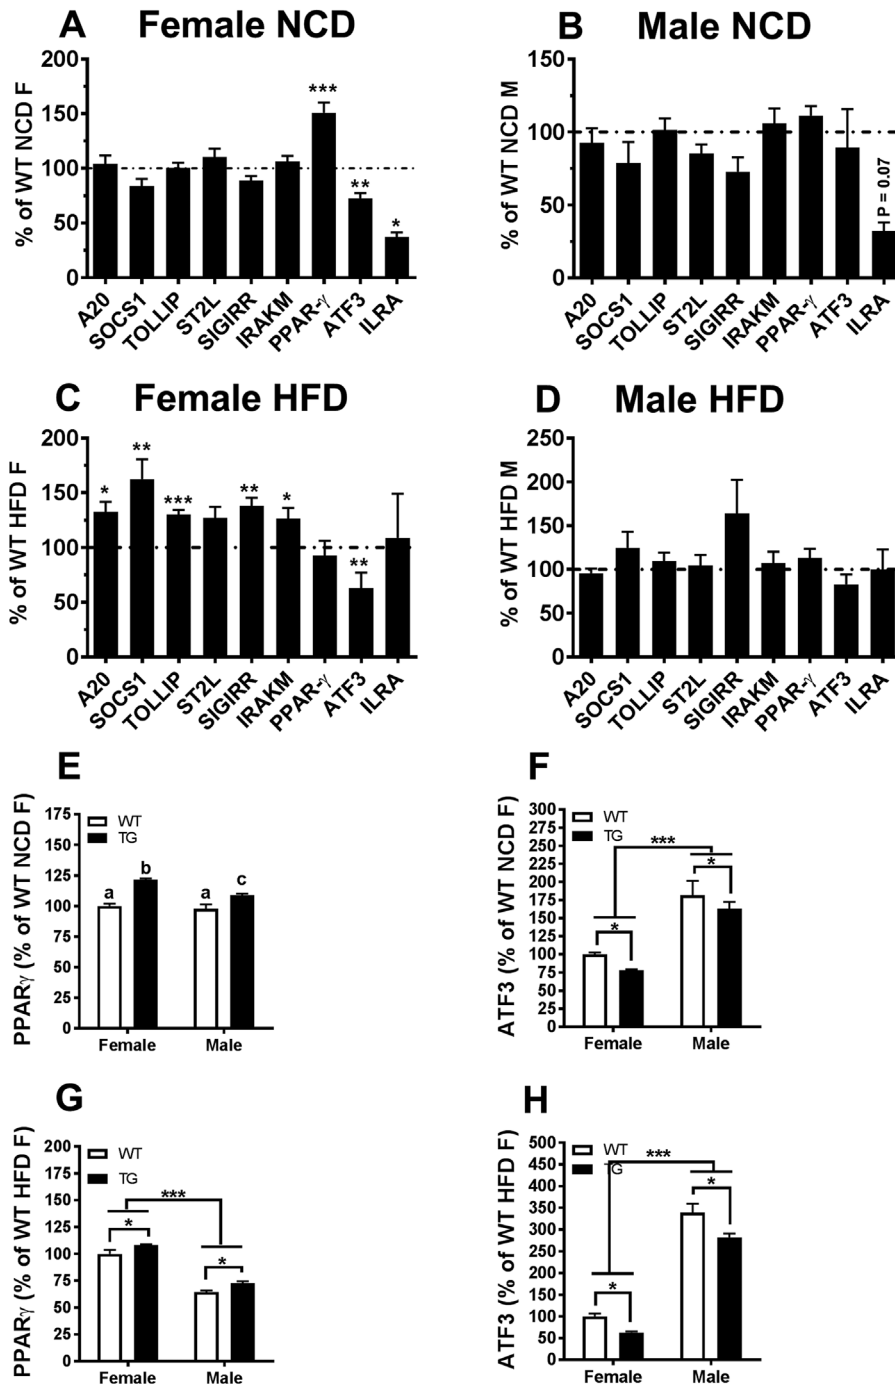 A Female NCD
% of WT NCD F
200
150
100
50
0
***
**
*
A20
SOCS1
TOLLIP
ST2L
SIGIRR
IRAKM
PPAR-γ
ATF3
ILRA
B Male NCD
% of WT NCD M
150
100
50
0
P = 0.07
A20
SOCS1
TOLLIP
ST2L
SIGIRR
IRAKM
PPAR-γ
ATF3
ILRA
C Female HFD
% of WT HFD F
200
150
100
50
0
*
**
***
**
*
**
A20
SOCS1
TOLLIP
ST2L
SIGIRR
IRAKM
PPAR-γ
ATF3
ILRA
D Male HFD
% of WT HFD M
250
200
150
100
50
0
A20
SOCS1
TOLLIP
ST2L
SIGIRR
IRAKM
PPAR-γ
ATF3
ILRA
E
PPARγ (% of WT NCD F)
175
150
125
100
75
50
25
0
WT
TG
a
b
a
c
Female Male
F
ATF3 (% of WT NCD F)
300
275
250
225
200
175
150
125
100
75
50
25
0
WT
TG
***
*
*
Female Male
G
PPARγ (% of WT HFD F)
200
175
150
125
100
75
50
25
0
WT
TG
***
*
*
Female Male
H
ATF3 (% of WT HFD F)
500
450
400
350
300
250
200
150
100
50
0
WT
TG
***
*
*
Female Male